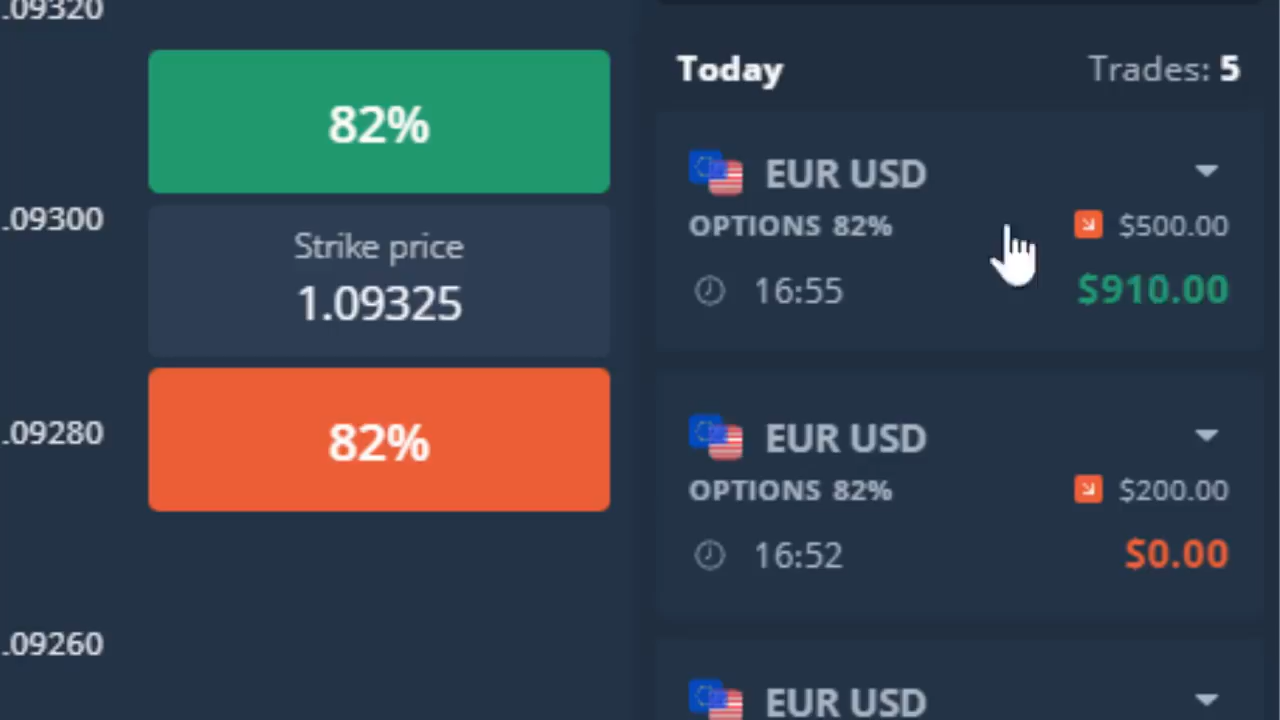 .09320
82%
.09300
Strike price
1.09325
82%
.09280
.09260
Today
Trades: 5
EUR USD
OPTIONS 82%
$500.00
16:55
$910.00
EUR USD
OPTIONS 82%
$200.00
16:52
$0.00
EUR USD